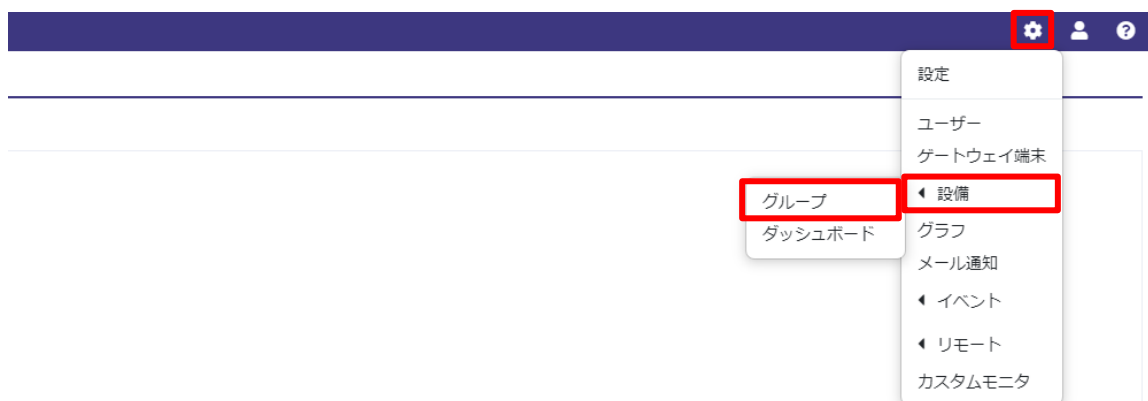 設定
ユーザー
ゲートウェイ端末
設備
グループ
ダッシュボード
グラフ
メール通知
イベント
リモート
カスタムモニタ